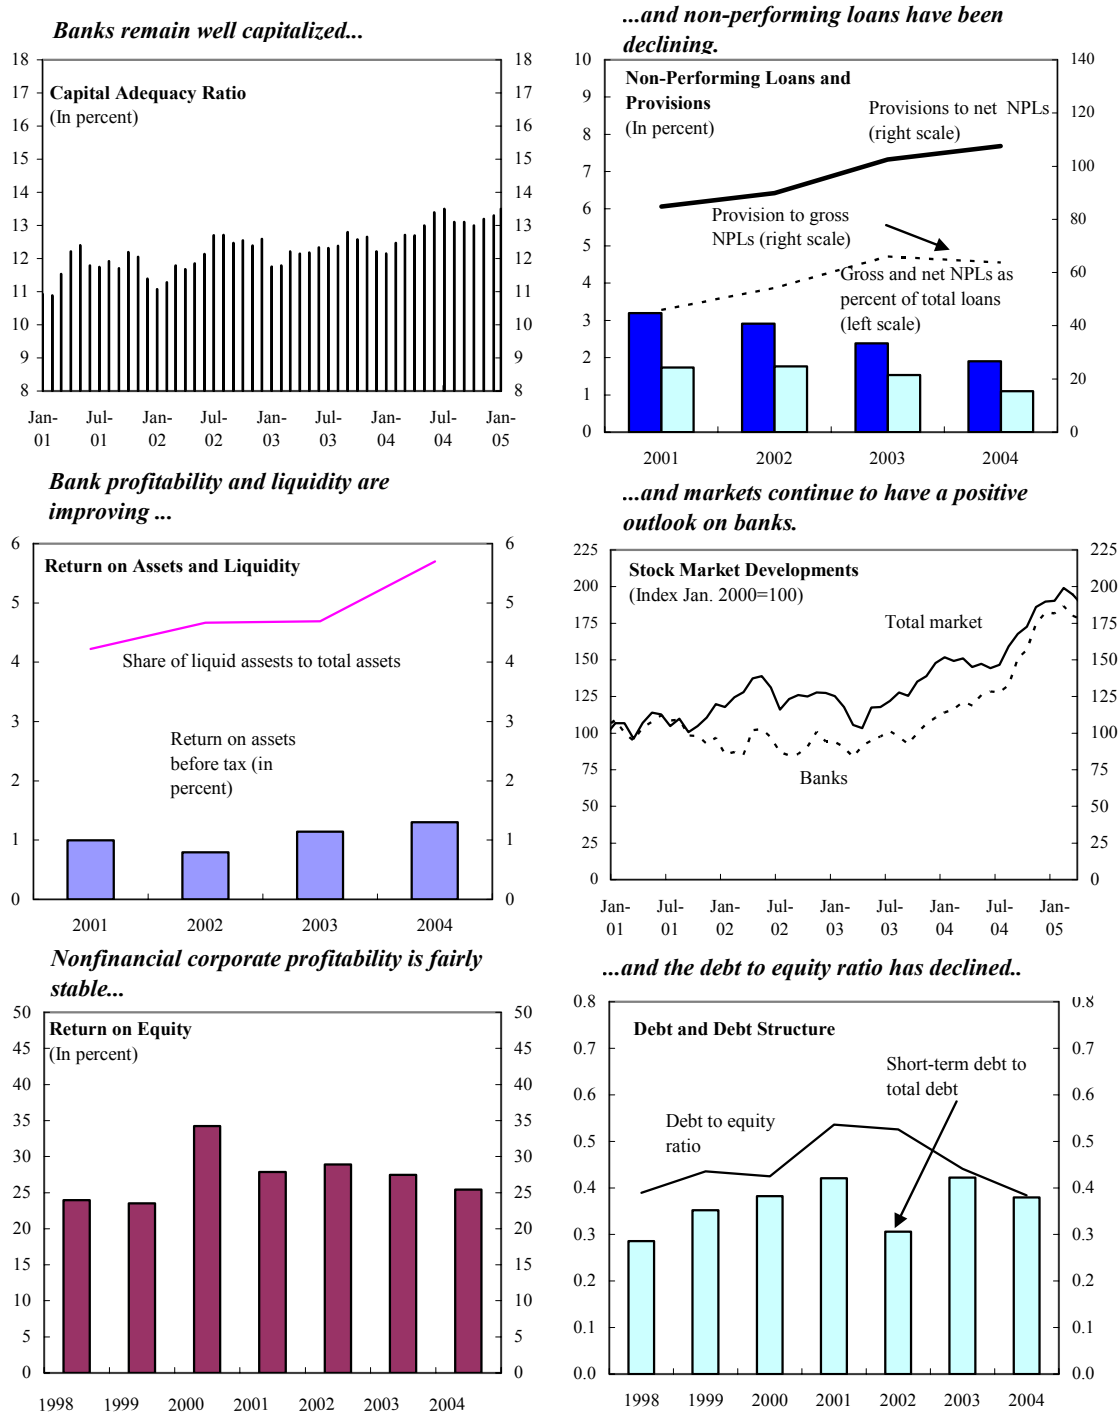 Banks remain well capitalized...
18
17
16
15
14
13
12
11
10
9
8
Capital Adequacy Ratio
(In percent)
18
17
16
15
14
13
12
11
10
9
8
Jan-
01
Jul-
01
Jan-
02
Jul-
02
Jan-
03
Jul-
03
Jan-
04
Jul-
04
Jan-
05
...and non-performing loans have been
declining.
10
9
8
7
6
5
4
3
2
1
0
Non-Performing Loans and
Provisions
(In percent)
Provisions to net NPLs
(right scale)
Provision to gross
NPLs (right scale)
Gross and net NPLs as
percent of total loans
(left scale)
140
120
100
80
60
40
20
0
2001
2002
2003
2004
Bank profitability and liquidity are
improving ...
6
5
4
3
2
1
0
Return on Assets and Liquidity
Share of liquid assests to total assets
Return on assets
before tax (in
percent)
6
5
4
3
2
1
0
2001
2002
2003
2004
...and markets continue to have a positive
outlook on banks.
225
200
175
150
125
100
75
50
25
0
Stock Market Developments
(Index Jan. 2000=100)
Total market
Banks
225
200
175
150
125
100
75
50
25
0
Jan-
01
Jul-
01
Jan-
02
Jul-
02
Jan-
03
Jul-
03
Jan-
04
Jul-
04
Jan-
05
Nonfinancial corporate profitability is fairly
stable...
50
45
40
35
30
25
20
15
10
5
0
Return on Equity
(In percent)
50
45
40
35
30
25
20
15
10
5
0
1998
1999
2000
2001
2002
2003
2004
...and the debt to equity ratio has declined..
0.8
0.7
0.6
0.5
0.4
0.3
0.2
0.1
0.0
Debt and Debt Structure
Short-term debt to
total debt
Debt to equity
ratio
0.8
0.7
0.6
0.5
0.4
0.3
0.2
0.1
0.0
1998
1999
2000
2001
2002
2003
2004